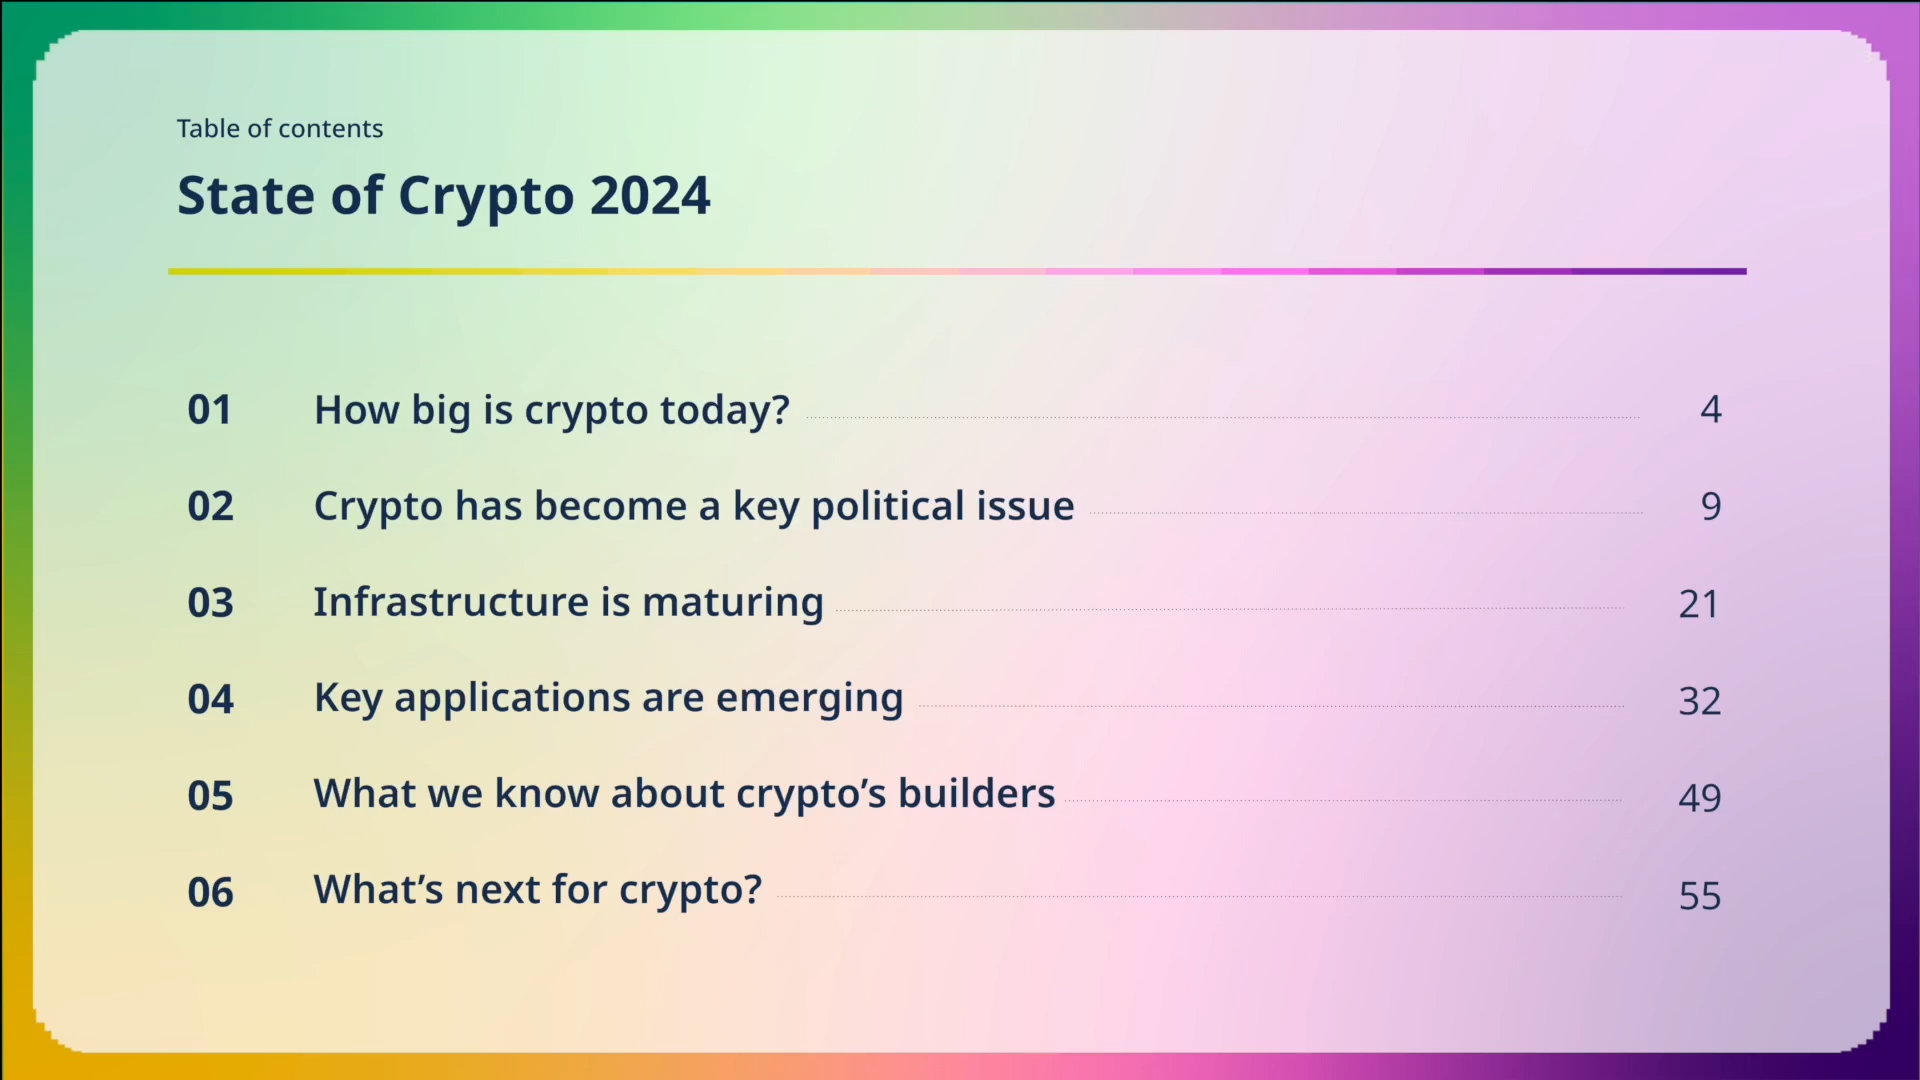 Table of contents
State of Crypto 2024
01 How big is crypto today? 4
02 Crypto has become a key political issue 9
03 Infrastructure is maturing 21
04 Key applications are emerging 32
05 What we know about crypto’s builders 49
06 What’s next for crypto? 55